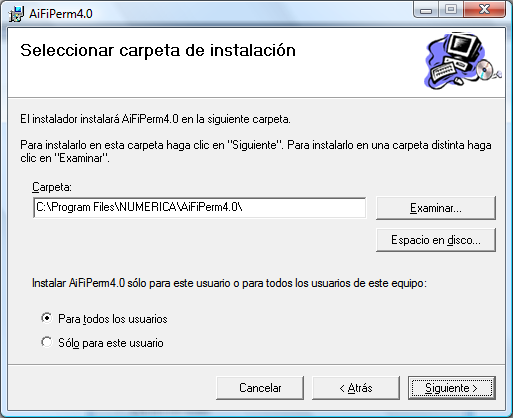 AiFiPerm4.0
Seleccionar carpeta de instalación
El instalador instalará AiFiPerm4.0 en la siguiente carpeta.
Para instalarlo en esta carpeta haga clic en "Siguiente". Para instalarlo en una carpeta distinta haga
clic en "Examinar".
Carpeta:
C:\Program Files\NUMERICA\AiFiPerm4.0\
Examinar...
Espacio en disco...
Instalar AiFiPerm4.0 sólo para este usuario o para todos los usuarios de este equipo:
Para todos los usuarios
Sólo para este usuario
Cancelar
< Atrás
Siguiente >